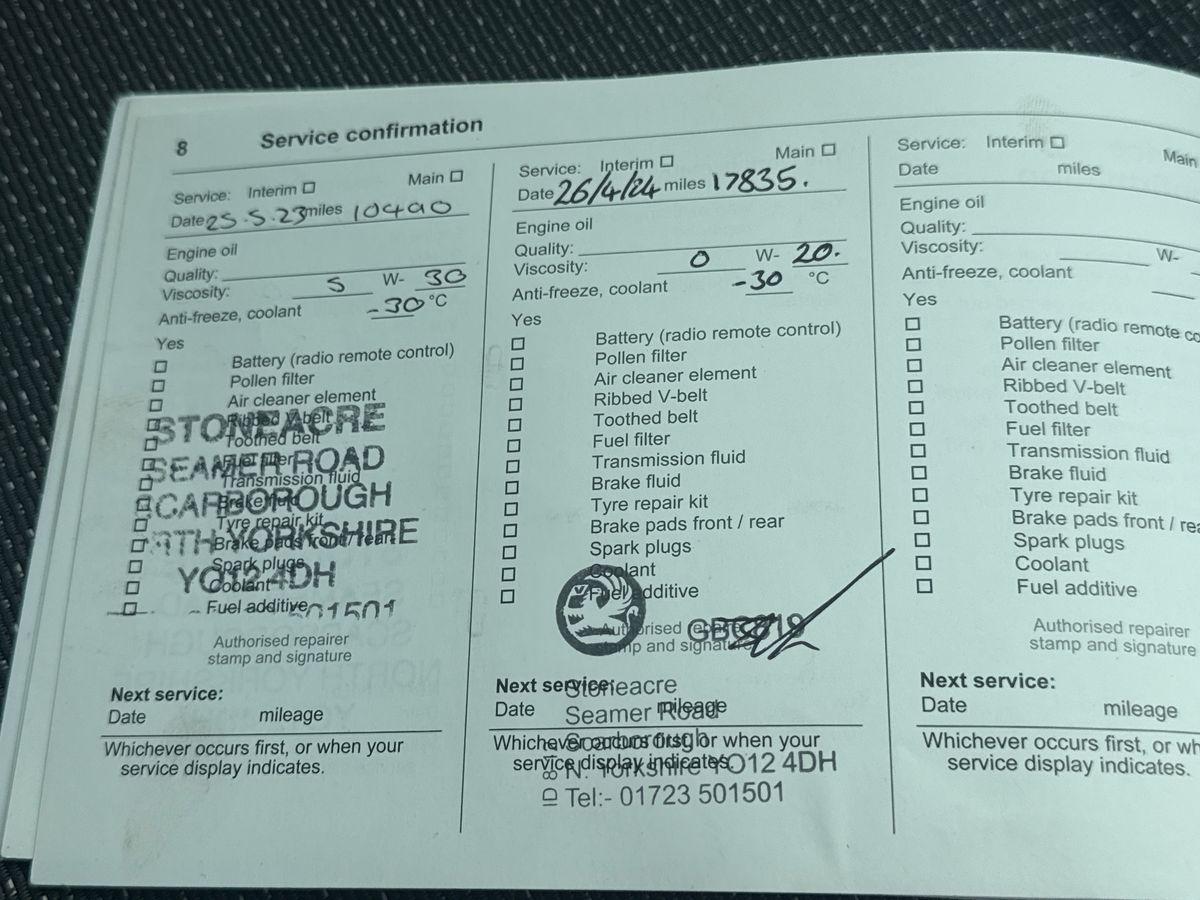 8 Service confirmation
Service: Interim Main
Date 25.5.23 miles 10490
Engine oil
Quality:
Viscosity: 5 W- 30
Anti-freeze, coolant -30 °C
Yes
Battery (radio remote control)
Pollen filter
Air cleaner element
Ribbed V-belt
Toothed belt
Fuel filter
Transmission fluid
Brake fluid
Tyre repair kit
Brake pads front / rear
Spark plugs
Coolant
Fuel additive
STONEACRE
SEAMER ROAD
SCARBOROUGH
YORKSHIRE
YO12 4DH
501501
Authorised repairer
stamp and signature
Next service:
Date mileage
Whichever occurs first, or when your
service display indicates.
Service: Interim Main
Date 26/4/24 miles 17835.
Engine oil
Quality:
Viscosity: 0 W- 20.
Anti-freeze, coolant -30 °C
Yes
Battery (radio remote control)
Pollen filter
Air cleaner element
Ribbed V-belt
Toothed belt
Fuel filter
Transmission fluid
Brake fluid
Tyre repair kit
Brake pads front / rear
Spark plugs
Coolant
Fuel additive
Authorised
stamp and signature
Stoneacre
Seamer Road
Scarborough
N. Yorkshire YO12 4DH
Tel:- 01723 501501
Next service:
Date mileage
Whichever occurs first, or when your
service display indicates.
Service: Interim Main
Date miles
Engine oil
Quality:
Viscosity: W-
Anti-freeze, coolant
Yes
Battery (radio remote
Pollen filter
Air cleaner element
Ribbed V-belt
Toothed belt
Fuel filter
Transmission fluid
Brake fluid
Tyre repair kit
Brake pads front /
Spark plugs
Coolant
Fuel additive
Authorised repairer
stamp and signature
Next service:
Date mileage
Whichever occurs first, or
service display indicates.